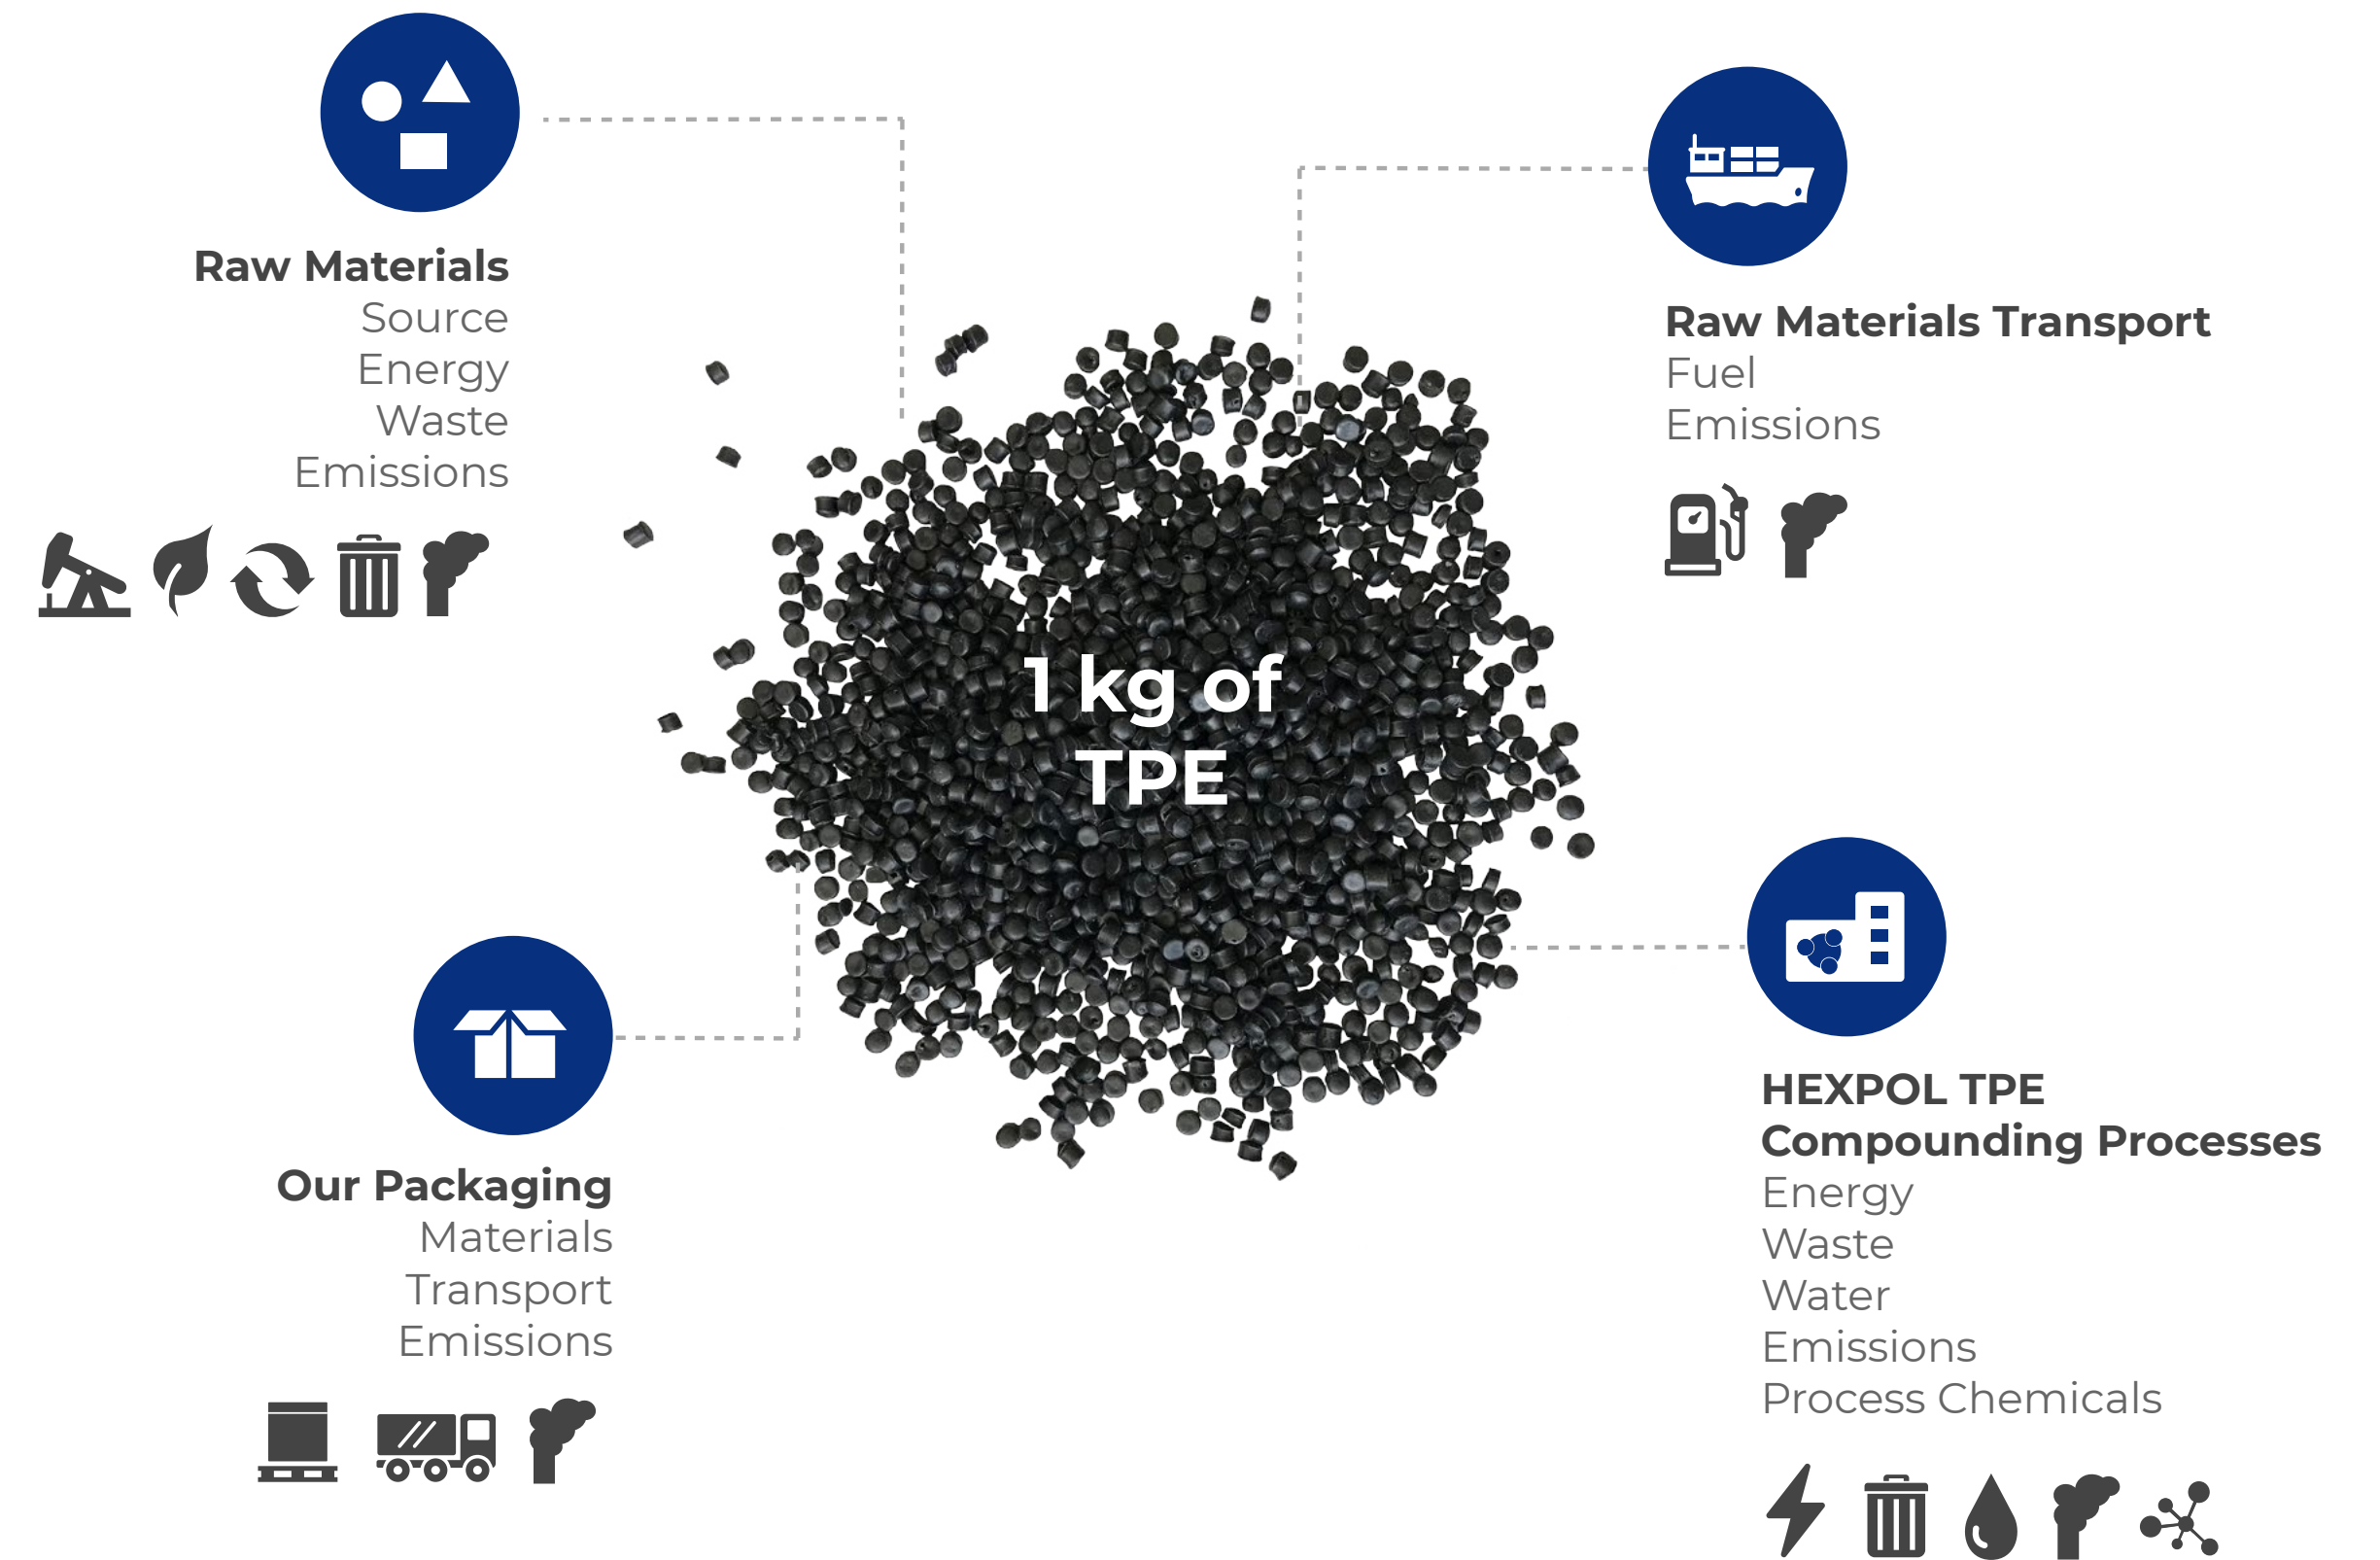 Raw Materials
Source
Energy
Waste
Emissions
Raw Materials Transport
Fuel
Emissions
1 kg of
TPE
Our Packaging
Materials
Transport
Emissions
HEXPOL TPE
Compounding Processes
Energy
Waste
Water
Emissions
Process Chemicals